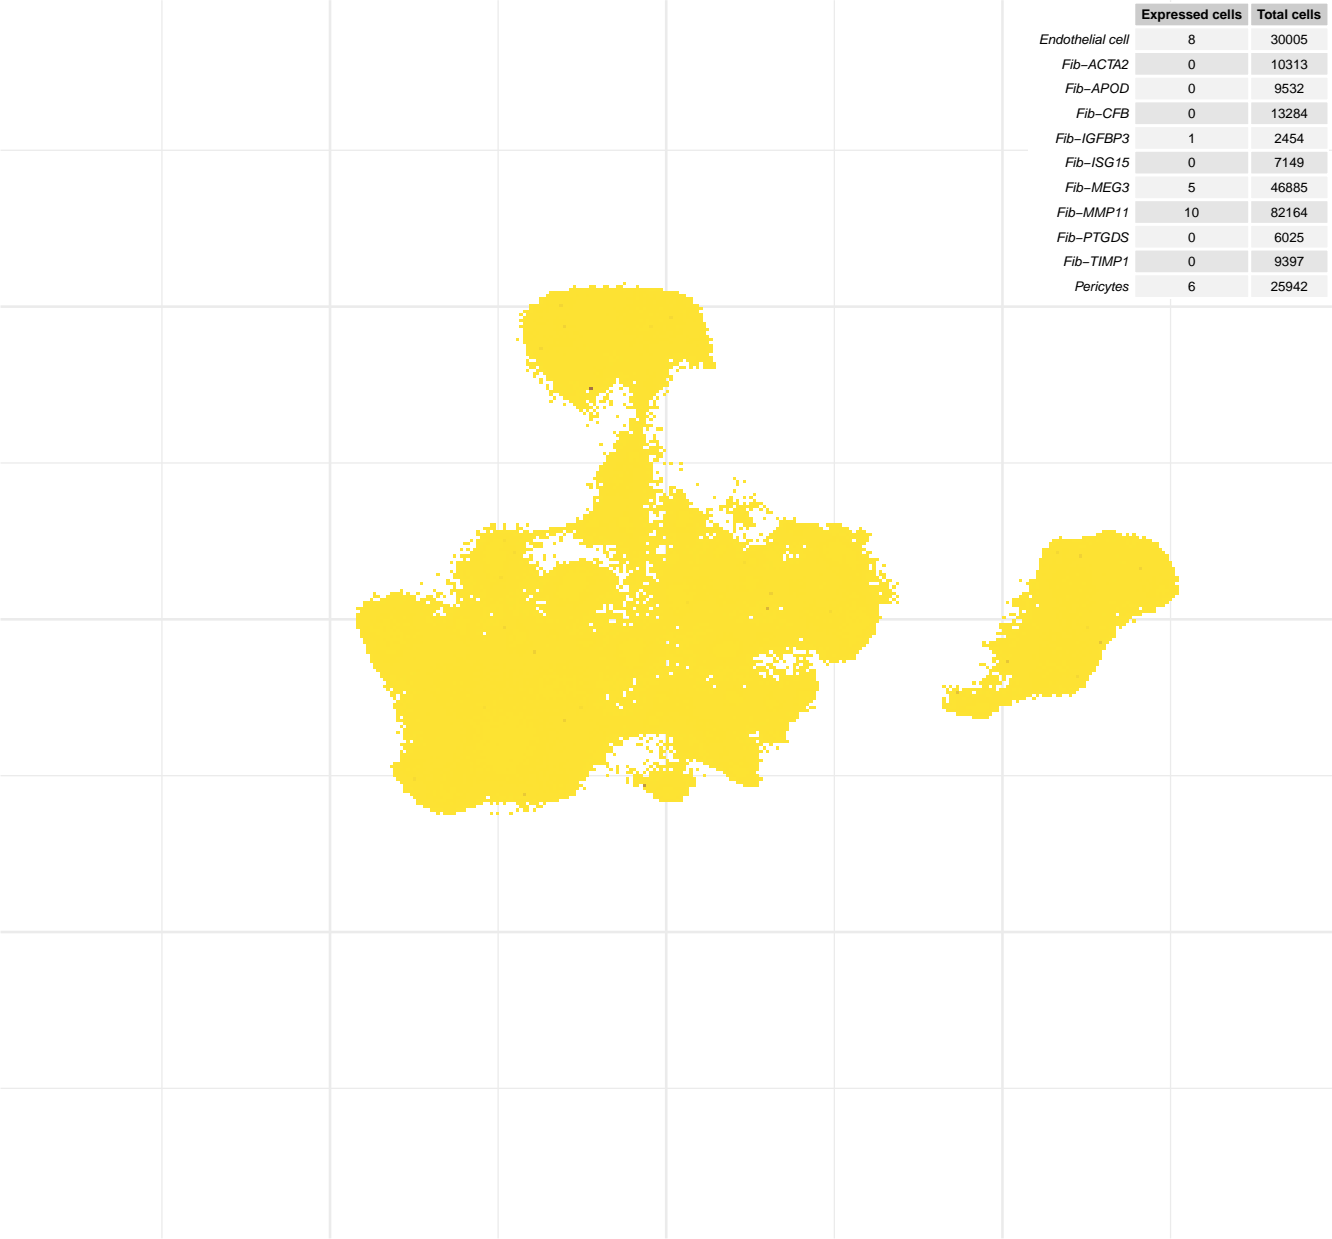 Expressed cells Total cells
Endothelial cell 8 30005
Fib−ACTA2 0 10313
Fib−APOD 0 9532
Fib−CFB 0 13284
Fib−IGFBP3 1 2454
Fib−ISG15 0 7149
Fib−MEG3 5 46885
Fib−MMP11 10 82164
Fib−PTGDS 0 6025
Fib−TIMP1 0 9397
Pericytes 6 25942